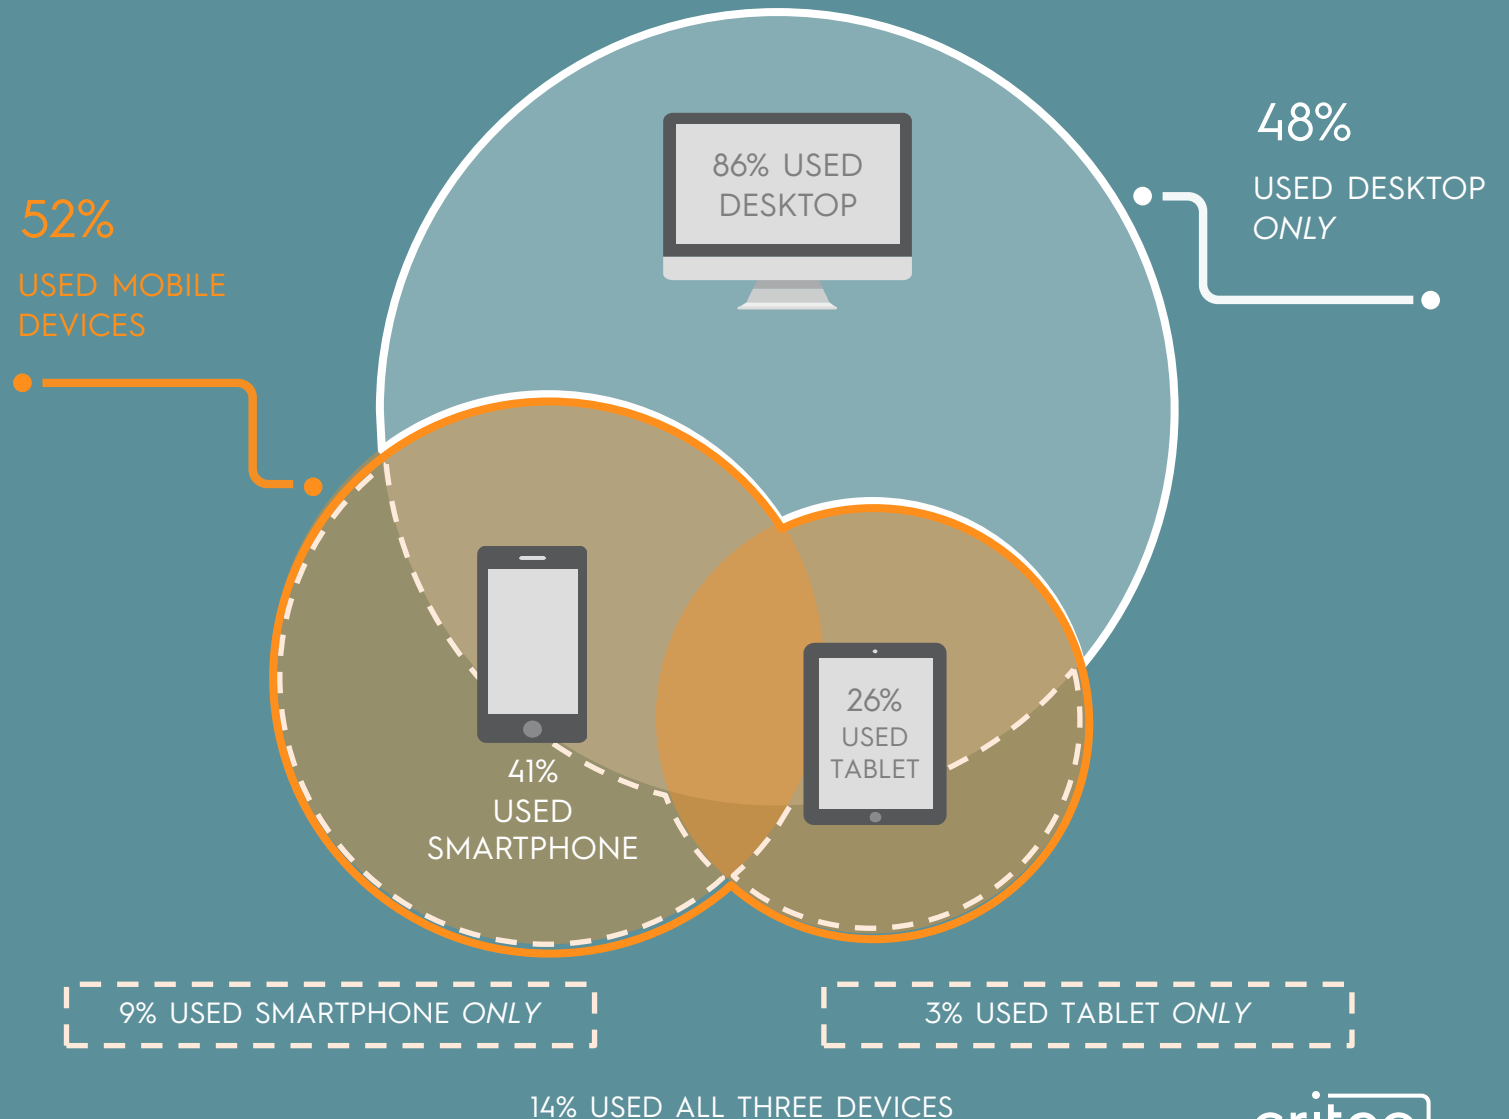 86% USED
DESKTOP
48%
USED DESKTOP
ONLY
52%
USED MOBILE
DEVICES
26%
USED
TABLET
41%
USED
SMARTPHONE
9% USED SMARTPHONE ONLY
3% USED TABLET ONLY
14% USED ALL THREE DEVICES
criteo